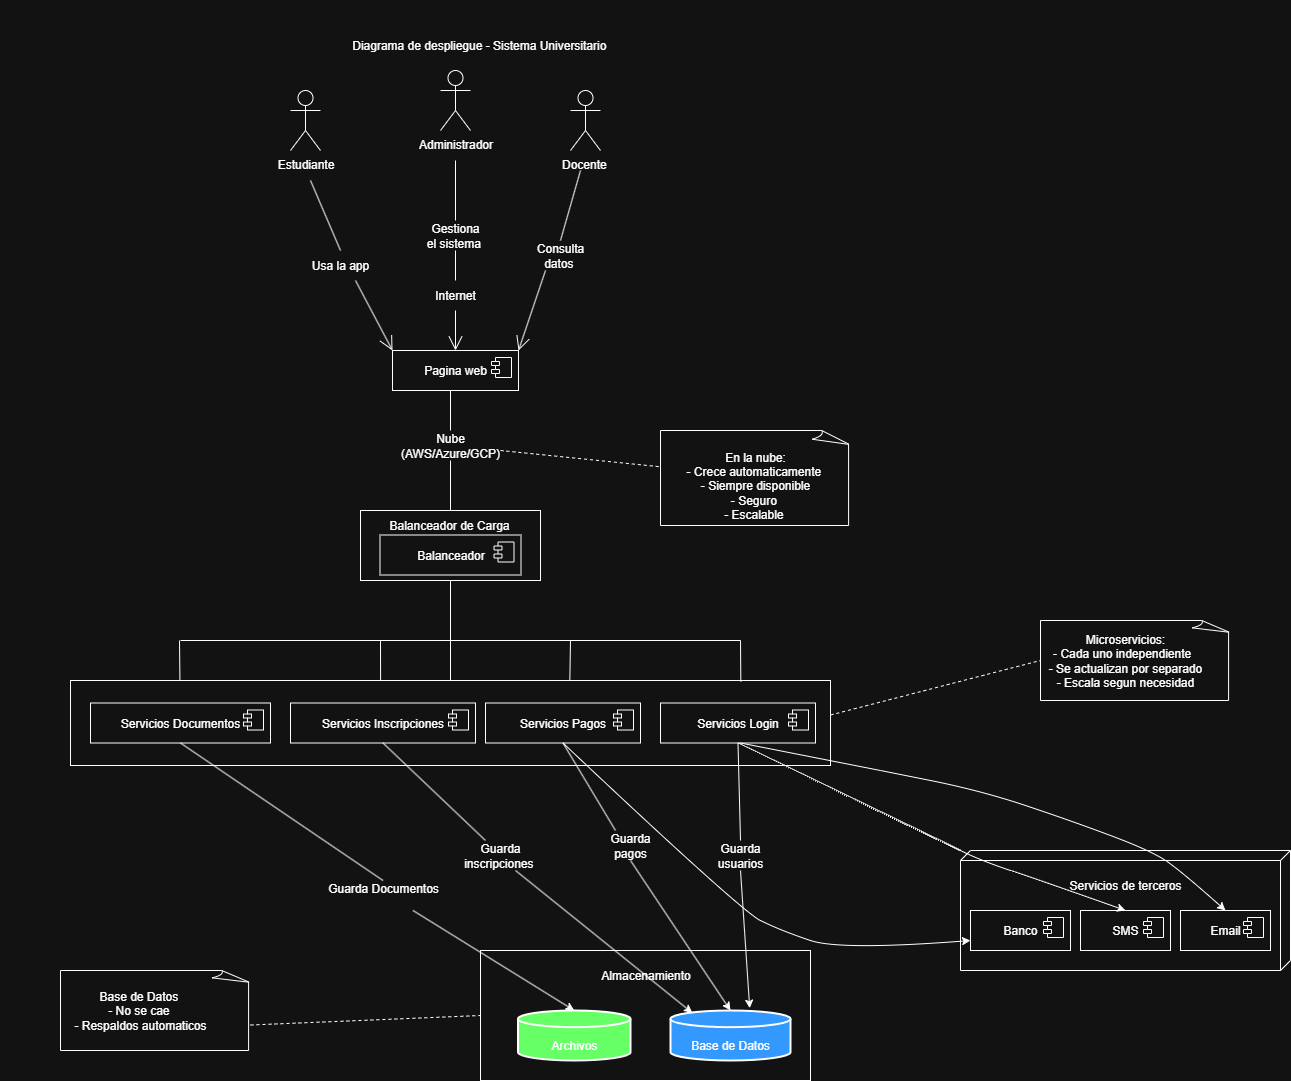 Diagrama de despliegue - Sistema Universitario
Administrador
Estudiante
Docente
Gestiona
el sistema
Consulta
datos
Usa la app
Internet
Pagina web
Nube
(AWS/Azure/GCP)
En la nube:
- Crece automaticamente
- Siempre disponible
- Seguro
- Escalable
Balanceador de Carga
Balanceador
Microservicios:
- Cada uno independiente
- Se actualizan por separado
- Escala segun necesidad
Servicios Documentos
Servicios Inscripciones
Servicios Pagos
Servicios Login
Guarda
pagos
Guarda
inscripciones
Guarda
usuarios
Guarda Documentos
Servicios de terceros
Banco
SMS
Email
Almacenamiento
Base de Datos
- No se cae
- Respaldos automaticos
Archivos
Base de Datos